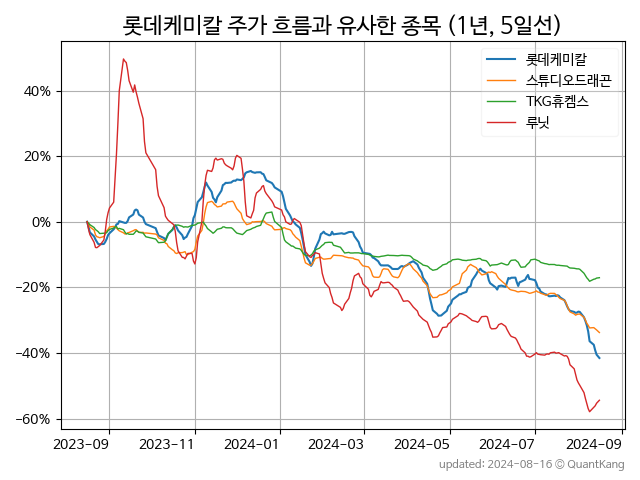 롯데케미칼 주가 흐름과 유사한 종목 (1년, 5일선)
롯데케미칼
스튜디오드래곤
TKG휴켐스
루닛
40%
20%
0%
−20%
−40%
−60%
2023-09 2023-11 2024-01 2024-03 2024-05 2024-07 2024-09
updated: 2024-08-16 © QuantKang